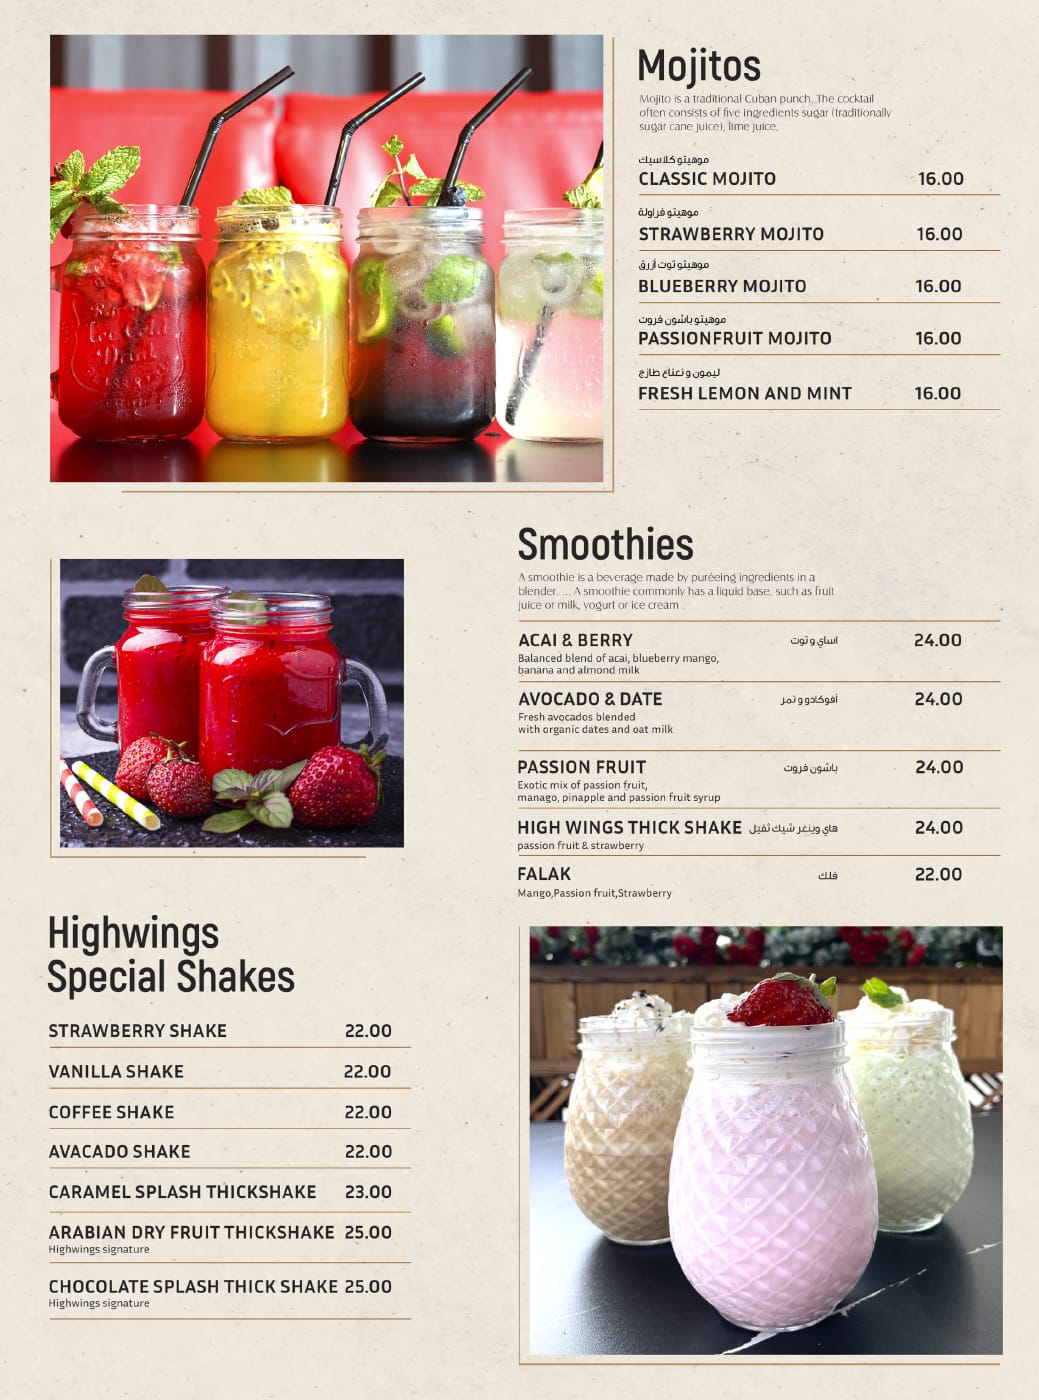 Mojitos
Mojito is a traditional Cuban punch. The cocktail
often consists of five ingredients sugar (traditionally
sugar cane juice), lime juice,
موهيتو كلاسيك
CLASSIC MOJITO 16.00
موهيتو فراولة
STRAWBERRY MOJITO 16.00
موهيتو توت أزرق
BLUEBERRY MOJITO 16.00
موهيتو باشون فروت
PASSIONFRUIT MOJITO 16.00
ليمون و نعناع طازج
FRESH LEMON AND MINT 16.00
Smoothies
A smoothie is a beverage made by puréeing ingredients in a
blender. ... A smoothie commonly has a liquid base, such as fruit
juice or milk, yogurt or ice cream .
ACAI & BERRY اساي و توت 24.00
Balanced blend of acai, blueberry mango,
banana and almond milk
AVOCADO & DATE أفوكادو و تمر 24.00
Fresh avocados blended
with organic dates and oat milk
PASSION FRUIT باشون فروت 24.00
Exotic mix of passion fruit,
manago, pinapple and passion fruit syrup
HIGH WINGS THICK SHAKE هاي وينغر شيك ثقيل 24.00
passion fruit & strawberry
FALAK فلك 22.00
Mango,Passion fruit,Strawberry
Highwings
Special Shakes
STRAWBERRY SHAKE 22.00
VANILLA SHAKE 22.00
COFFEE SHAKE 22.00
AVACADO SHAKE 22.00
CARAMEL SPLASH THICKSHAKE 23.00
ARABIAN DRY FRUIT THICKSHAKE 25.00
Highwings signature
CHOCOLATE SPLASH THICK SHAKE 25.00
Highwings signature